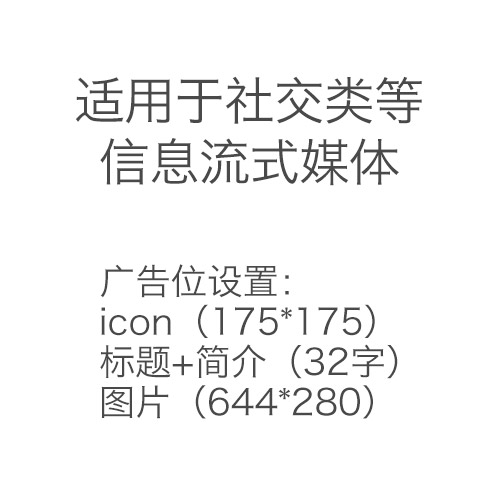 适用于社交类等
信息流式媒体
广告位设置：
icon（175*175）
标题+简介（32字）
图片（644*280）